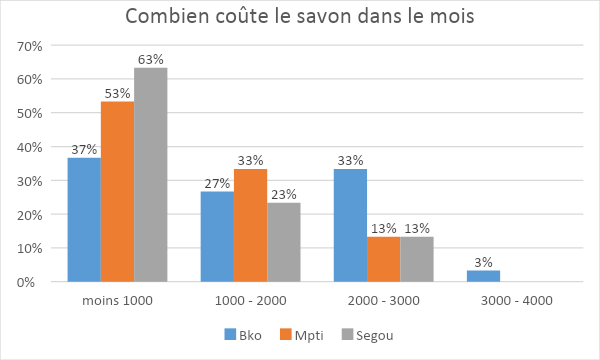 Combien coûte le savon dans le mois
70%
60%
50%
40%
30%
20%
10%
0%
37%
53%
63%
27%
33%
23%
33%
13%
13%
3%
moins 1000
1000 - 2000
2000 - 3000
3000 - 4000
Bko
Mpti
Segou